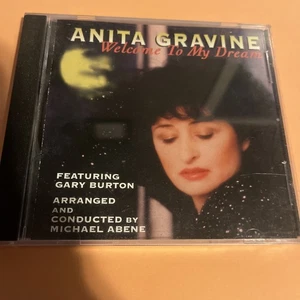 ANITA GRAVINE
Welcome To My Dream
FEATURING
GARY BURTON
ARRANGED
AND
CONDUCTED BY
MICHAEL ABENE